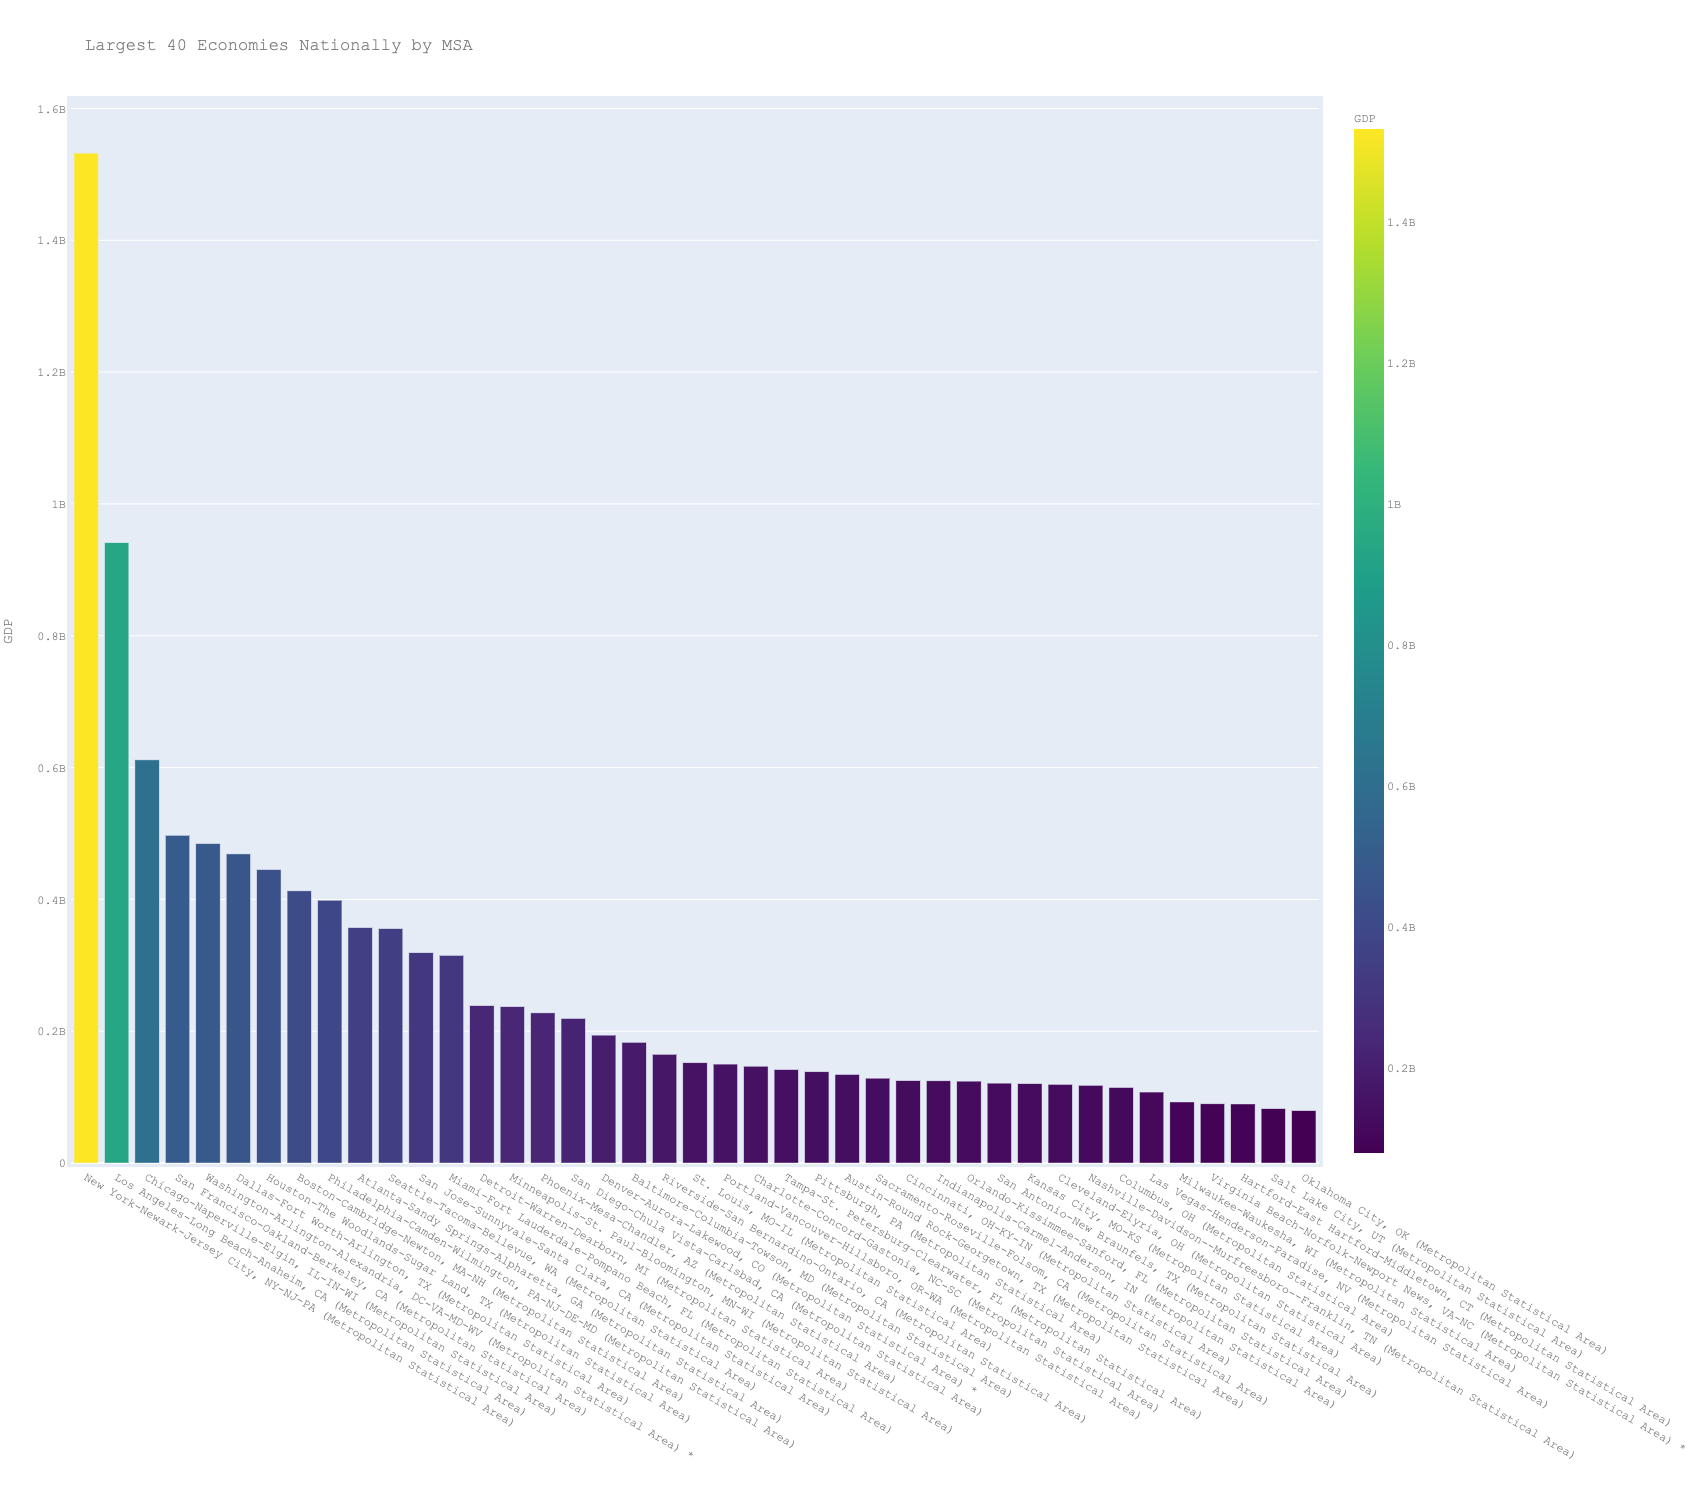 Largest 40 Economies Nationally by MSA
GDP
1.6B
1.4B
1.2B
1B
0.8B
0.6B
0.4B
0.2B
0
GDP
1.4B
1.2B
1B
0.8B
0.6B
0.4B
0.2B
New York-Newark-Jersey City, NY-NJ-PA (Metropolitan Statistical Area)
Los Angeles-Long Beach-Anaheim, CA (Metropolitan Statistical Area)
Chicago-Naperville-Elgin, IL-IN-WI (Metropolitan Statistical Area)
San Francisco-Oakland-Berkeley, CA (Metropolitan Statistical Area)
Washington-Arlington-Alexandria, DC-VA-MD-WV (Metropolitan Statistical Area) *
Dallas-Fort Worth-Arlington, TX (Metropolitan Statistical Area)
Houston-The Woodlands-Sugar Land, TX (Metropolitan Statistical Area)
Boston-Cambridge-Newton, MA-NH (Metropolitan Statistical Area)
Philadelphia-Camden-Wilmington, PA-NJ-DE-MD (Metropolitan Statistical Area)
Atlanta-Sandy Springs-Alpharetta, GA (Metropolitan Statistical Area)
Seattle-Tacoma-Bellevue, WA (Metropolitan Statistical Area)
San Jose-Sunnyvale-Santa Clara, CA (Metropolitan Statistical Area)
Miami-Fort Lauderdale-Pompano Beach, FL (Metropolitan Statistical Area)
Detroit-Warren-Dearborn, MI (Metropolitan Statistical Area)
Minneapolis-St. Paul-Bloomington, MN-WI (Metropolitan Statistical Area)
Phoenix-Mesa-Chandler, AZ (Metropolitan Statistical Area)
San Diego-Chula Vista-Carlsbad, CA (Metropolitan Statistical Area)
Denver-Aurora-Lakewood, CO (Metropolitan Statistical Area) *
Baltimore-Columbia-Towson, MD (Metropolitan Statistical Area)
Riverside-San Bernardino-Ontario, CA (Metropolitan Statistical Area)
St. Louis, MO-IL (Metropolitan Statistical Area)
Portland-Vancouver-Hillsboro, OR-WA (Metropolitan Statistical Area)
Charlotte-Concord-Gastonia, NC-SC (Metropolitan Statistical Area)
Tampa-St. Petersburg-Clearwater, FL (Metropolitan Statistical Area)
Pittsburgh, PA (Metropolitan Statistical Area)
Austin-Round Rock-Georgetown, TX (Metropolitan Statistical Area)
Sacramento-Roseville-Folsom, CA (Metropolitan Statistical Area)
Cincinnati, OH-KY-IN (Metropolitan Statistical Area)
Indianapolis-Carmel-Anderson, IN (Metropolitan Statistical Area)
Orlando-Kissimmee-Sanford, FL (Metropolitan Statistical Area)
San Antonio-New Braunfels, TX (Metropolitan Statistical Area)
Kansas City, MO-KS (Metropolitan Statistical Area)
Cleveland-Elyria, OH (Metropolitan Statistical Area)
Nashville-Davidson--Murfreesboro--Franklin, TN (Metropolitan Statistical Area)
Columbus, OH (Metropolitan Statistical Area)
Las Vegas-Henderson-Paradise, NV (Metropolitan Statistical Area)
Milwaukee-Waukesha, WI (Metropolitan Statistical Area)
Virginia Beach-Norfolk-Newport News, VA-NC (Metropolitan Statistical Area) *
Hartford-East Hartford-Middletown, CT (Metropolitan Statistical Area)
Salt Lake City, UT (Metropolitan Statistical Area)
Oklahoma City, OK (Metropolitan Statistical Area)